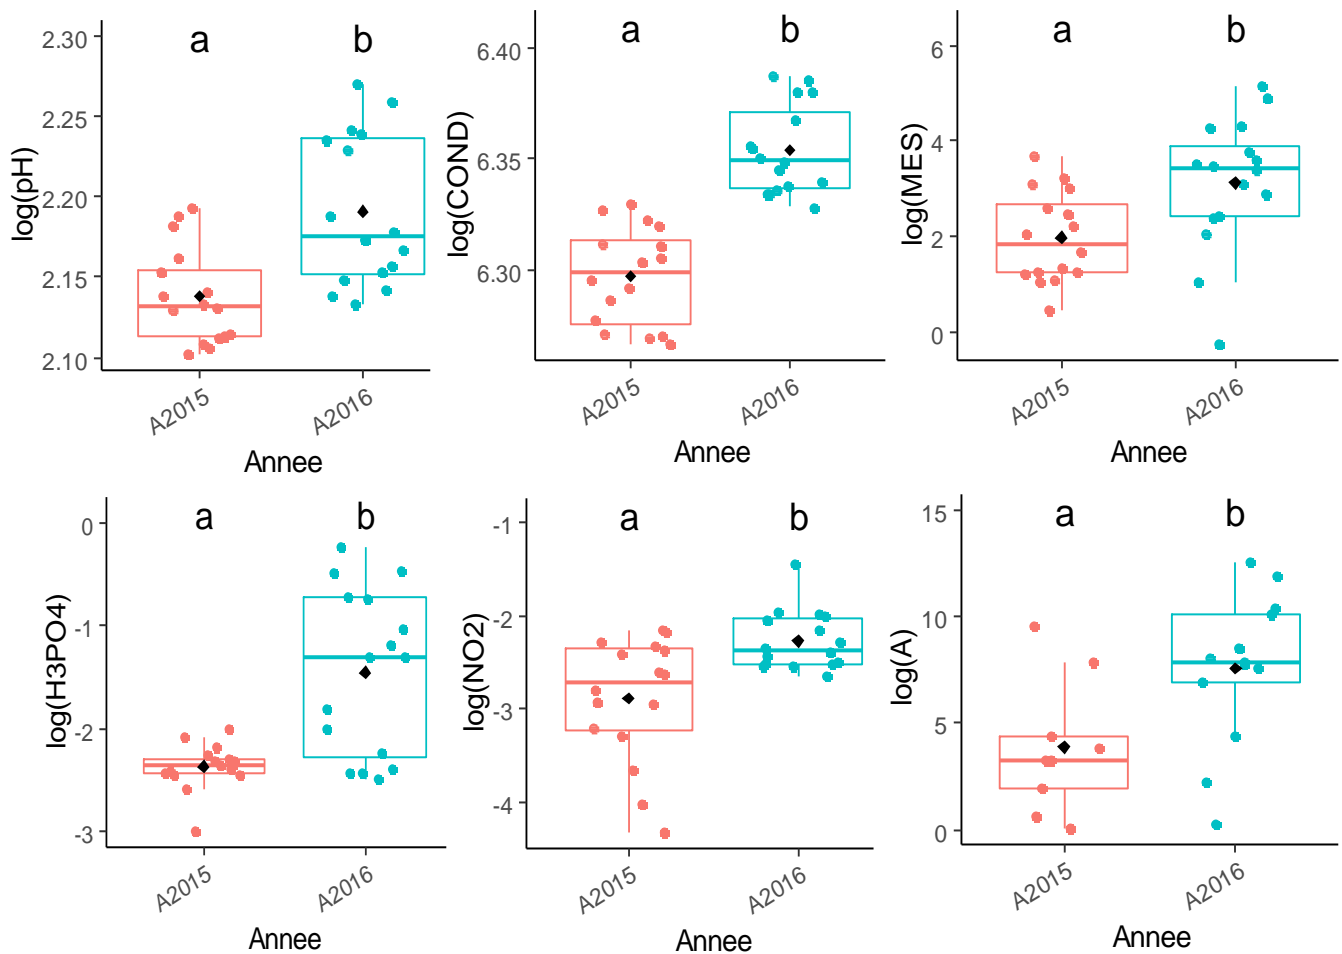 a b
2.30
2.25
2.20
2.15
2.10
log(pH)
A2015 A2016
Annee
a b
6.40
6.35
6.30
log(COND)
A2015 A2016
Annee
a b
6
4
2
0
log(MES)
A2015 A2016
Annee
a b
0
-1
-2
-3
log(H3PO4)
A2015 A2016
Annee
a b
-1
-2
-3
-4
log(NO2)
A2015 A2016
Annee
a b
15
10
5
0
log(A)
A2015 A2016
Annee